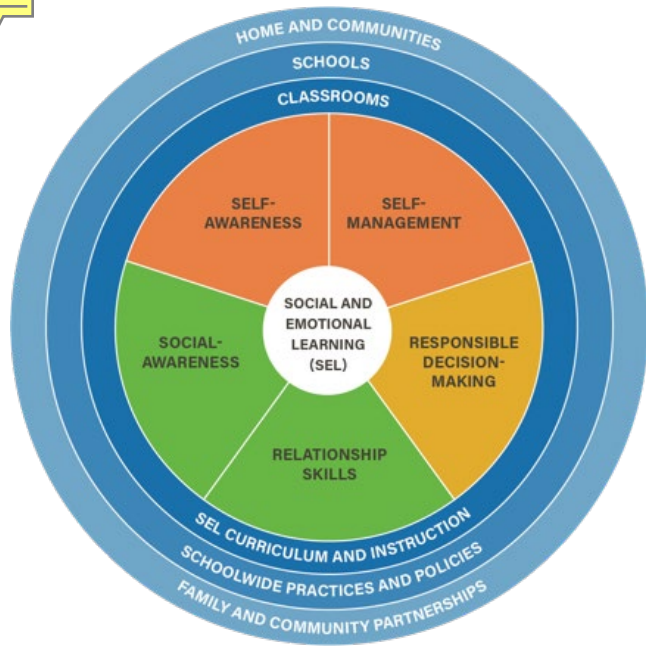 HOME AND COMMUNITIES
SCHOOLS
CLASSROOMS
SELF-
AWARENESS
SELF-
MANAGEMENT
SOCIAL AND
EMOTIONAL
LEARNING
(SEL)
SOCIAL-
AWARENESS
RESPONSIBLE
DECISION-
MAKING
RELATIONSHIP
SKILLS
SEL CURRICULUM AND INSTRUCTION
SCHOOLWIDE PRACTICES AND POLICIES
FAMILY AND COMMUNITY PARTNERSHIPS